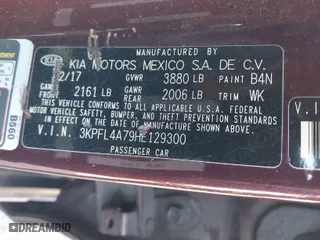 MANUFACTURED BY
KIA KIA MOTORS MEXICO S.A. DE C.V.
2/17 GVWR 3880 LB PAINT B4N
GAWR GAWR
FRONT 2161 LB REAR 2006 LB TRIM WK
THIS VEHICLE CONFORMS TO ALL APPLICABLE U.S.A. FEDERAL MOTOR
VEHICLE SAFETY, BUMPER, AND THEFT PREVENTION STANDARDS IN
EFFECT ON THE DATE OF MANUFACTURE SHOWN ABOVE.
V.I.N. 3KPFL4A79HE129300
PASSENGER CAR
B560
V.I.N
© DREAMBID